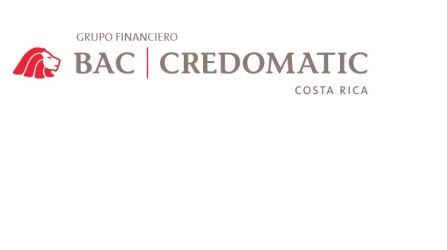 GRUPO FINANCIERO
BAC | CREDOMATIC
COSTA RICA